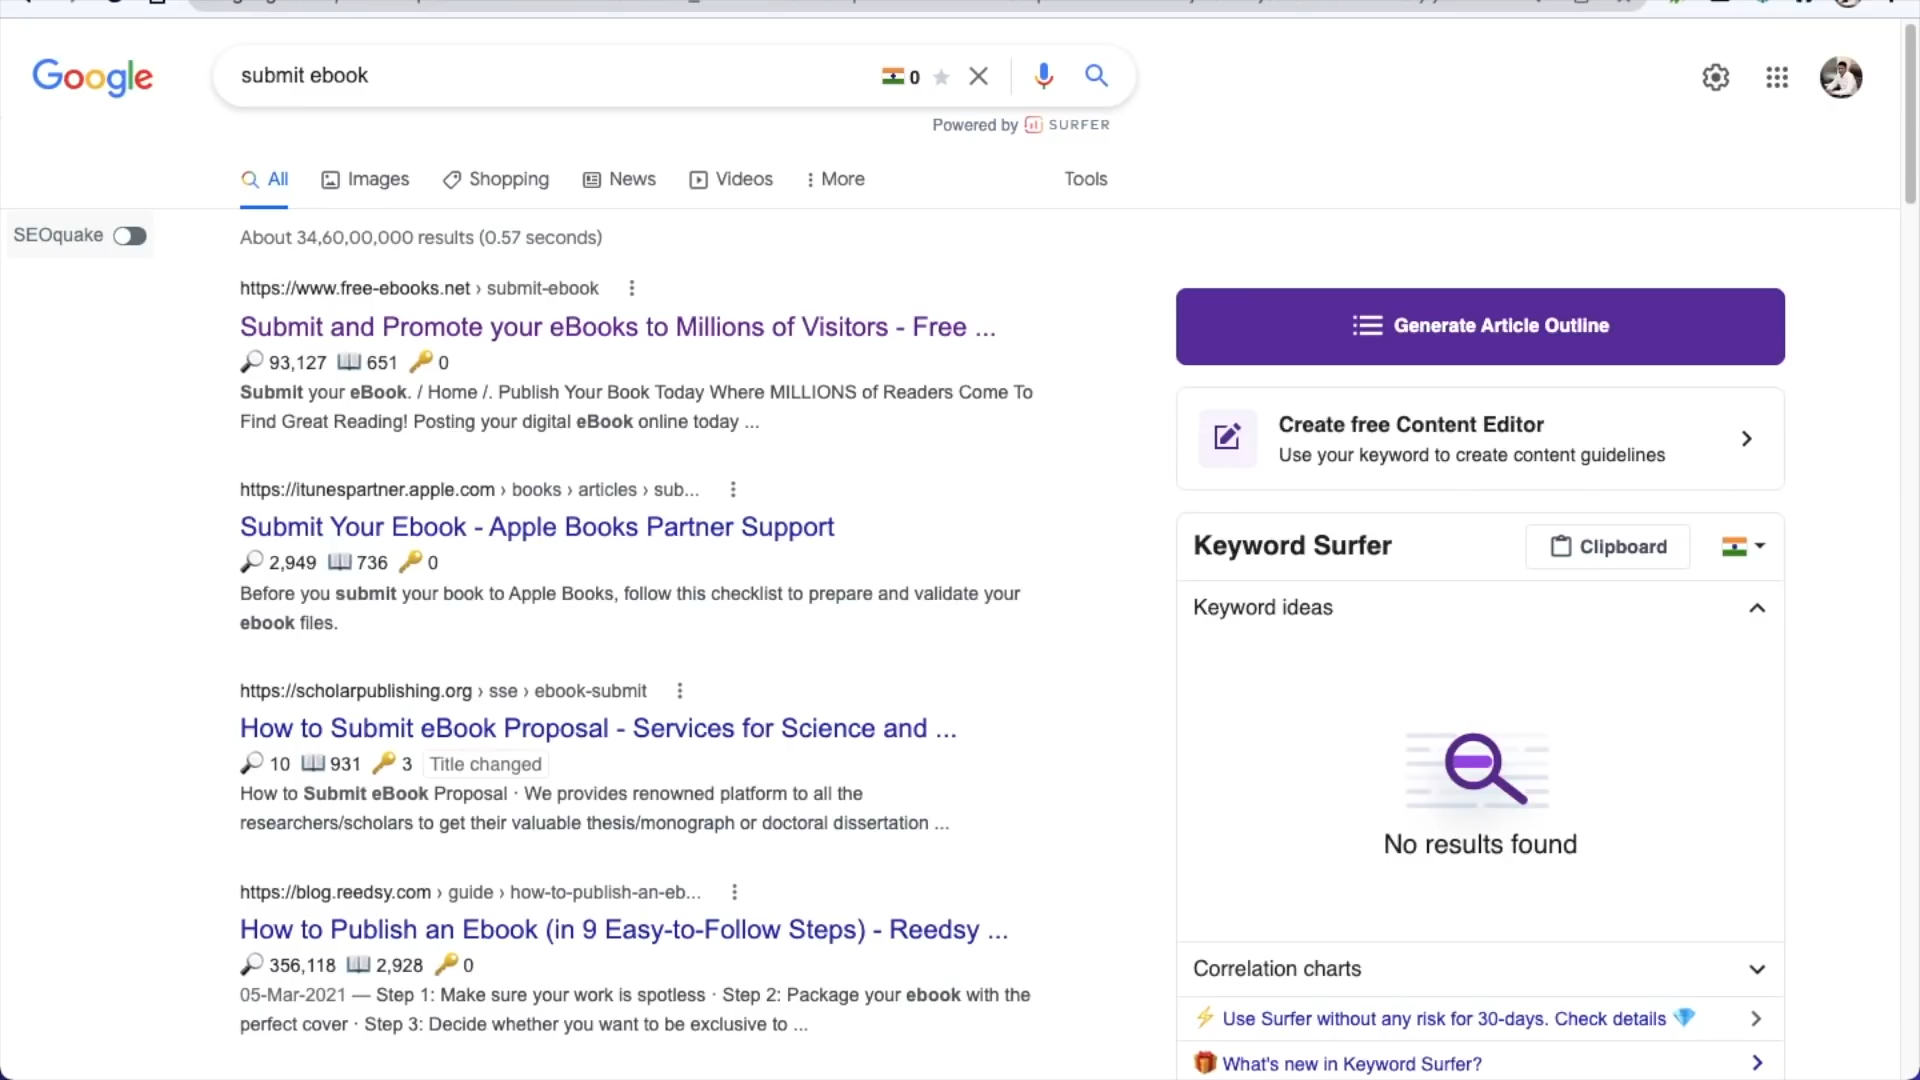 Google
submit ebook
0
Powered by SURFER
All
Images
Shopping
News
Videos
More
Tools
SEOquake
About 34,60,00,000 results (0.57 seconds)
https://www.free-ebooks.net › submit-ebook
Submit and Promote your eBooks to Millions of Visitors - Free ...
93,127 651 0
Submit your eBook. / Home /. Publish Your Book Today Where MILLIONS of Readers Come To
Find Great Reading! Posting your digital eBook online today ...
https://itunespartner.apple.com › books › articles › sub...
Submit Your Ebook - Apple Books Partner Support
2,949 736 0
Before you submit your book to Apple Books, follow this checklist to prepare and validate your
ebook files.
https://scholarpublishing.org › sse › ebook-submit
How to Submit eBook Proposal - Services for Science and ...
10 931 3 Title changed
How to Submit eBook Proposal · We provides renowned platform to all the
researchers/scholars to get their valuable thesis/monograph or doctoral dissertation ...
https://blog.reedsy.com › guide › how-to-publish-an-eb...
How to Publish an Ebook (in 9 Easy-to-Follow Steps) - Reedsy ...
356,118 2,928 0
05-Mar-2021 — Step 1: Make sure your work is spotless · Step 2: Package your ebook with the
perfect cover · Step 3: Decide whether you want to be exclusive to ...
Generate Article Outline
Create free Content Editor
Use your keyword to create content guidelines
Keyword Surfer
Clipboard
Keyword ideas
No results found
Correlation charts
Use Surfer without any risk for 30-days. Check details
What's new in Keyword Surfer?